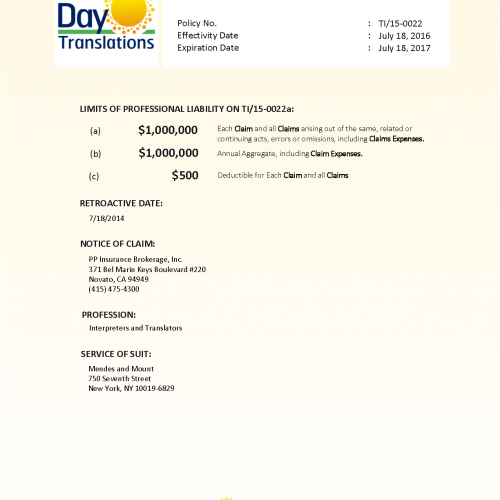 Day
Translations
Policy No. : TI/15-0022
Effectivity Date : July 18, 2016
Expiration Date : July 18, 2017
LIMITS OF PROFESSIONAL LIABILITY ON TI/15-0022a:
(a) $1,000,000 Each Claim and all Claims arising out of the same, related or
continuing acts, errors or omissions, including Claims Expenses.
(b) $1,000,000 Annual Aggregate, including Claim Expenses.
(c) $500 Deductible for Each Claim and all Claims
RETROACTIVE DATE:
7/18/2014
NOTICE OF CLAIM:
PP Insurance Brokerage, Inc.
371 Bel Marin Keys Boulevard #220
Novato, CA 94949
(415) 475-4300
PROFESSION:
Interpreters and Translators
SERVICE OF SUIT:
Mendes and Mount
750 Seventh Street
New York, NY 10019-6829